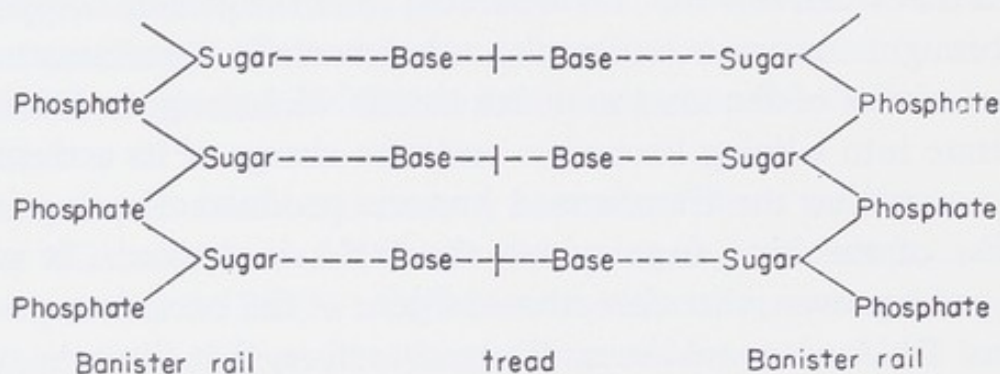 Sugar------Base--|--Base------Sugar
Phosphate Phosphate
Sugar------Base--|--Base------Sugar
Phosphate Phosphate
Sugar------Base--|--Base------Sugar
Phosphate Phosphate
Banister rail tread Banister rail